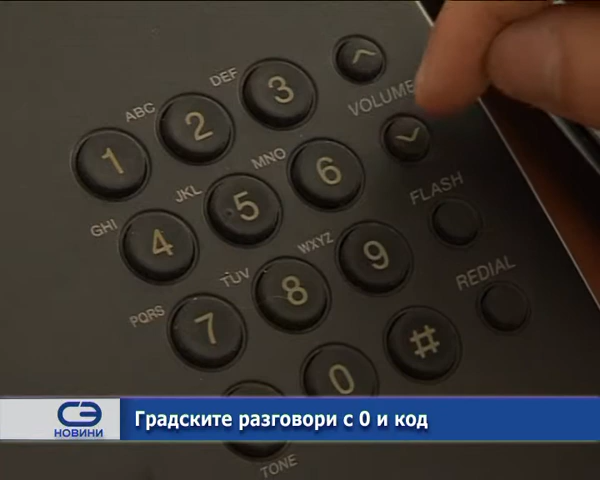 ABC
DEF
1
2
3
VOLUME
GHI
JKL
MNO
4
5
6
FLASH
PQRS
TUV
WXYZ
7
8
9
REDIAL
0
#
TONE
СЭ
НОВИНИ
Градските разговори с 0 и код